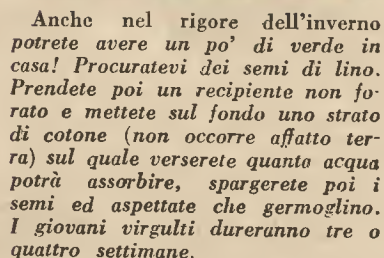 Anche nel rigore dell'inverno
potrete avere un po' di verde in
casa! Procuratevi dei semi di lino.
Prendete poi un recipiente non fo-
rato e mettete sul fondo uno strato
di cotone (non occorre affatto ter-
ra) sul quale verserete quanta acqua
potrà assorbire, spargerete poi i
semi ed aspettate che germoglino.
I giovani virgulti dureranno tre o
quattro settimane.